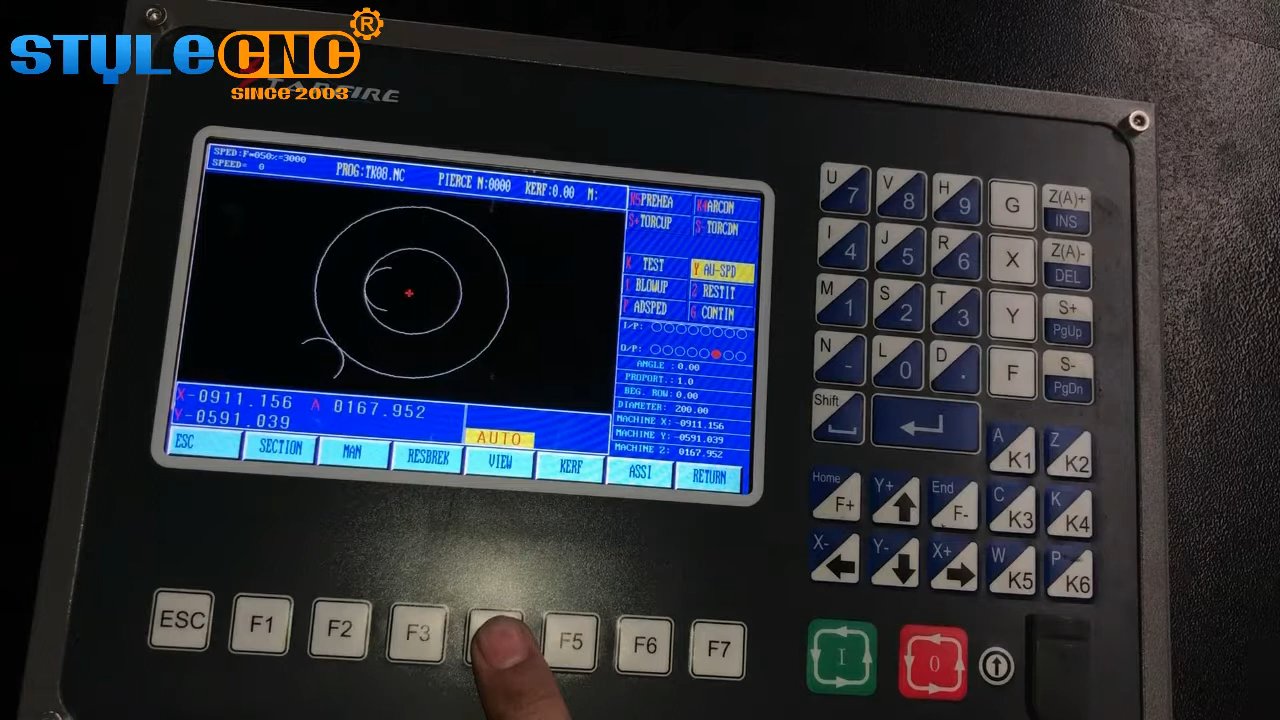 STYLECNC®
SINCE 2003
SPED:F=050%=3000
SPEED= 0
PROG:TK08.NC
PIERCE N:0000
KERF:0.00
M:
PREHEA
K4 ARCON
S+ TORCUP
S- TORCDN
X TEST
Y AU-SPD
BLOWUP
2 RESTIT
ADSPED
G CONTIN
I/P:
O/P:
ANGLE :0.00
PROPORT.: 1.0
BEG. ROW: 0.00
DIAMETER: 200.00
MACHINE X: -0911.156
MACHINE Y: -0591.039
MACHINE Z: 0167.952
X-0911.156 A 0167.952
Y-0591.039
AUTO
ESC SECTION MAN RESBREK VIEW KERF ASSI RETURN
U 7 V 8 H 9 G Z(A)+ INS
I 4 J 5 R 6 X Z(A)- DEL
M 1 S 2 T 3 Y S+ PgUp
N - L 0 D . F S- PgDn
Shift
A K1 Z K2
Home F+ Y+ End F- C K3 K K4
X- Y- X+ W K5 P K6
ESC F1 F2 F3 F5 F6 F7
I 0